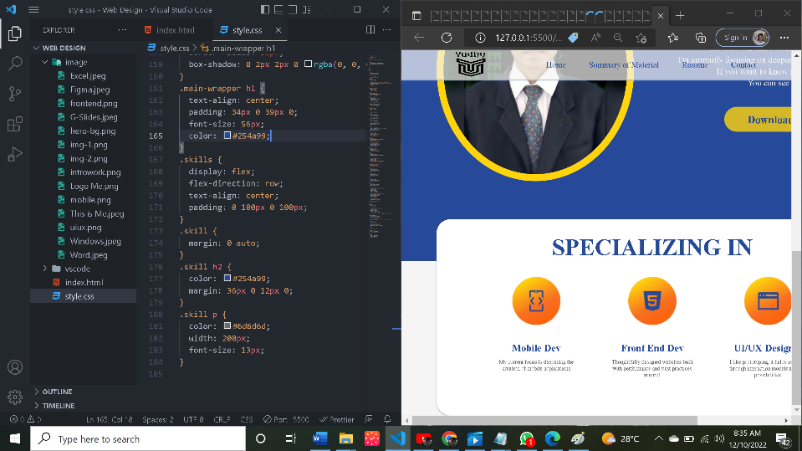 style.css - Web Design - Visual Studio Code
EXPLORER
WEB DESIGN
image
Excel.jpeg
Figma.jpeg
frontend.png
G-Slides.jpeg
hero-bg.png
img-1.png
img-2.png
introwork.png
Logo Me.png
mobile.png
This is Me.jpeg
uiux.png
Windows.jpeg
Word.jpeg
vscode
index.html
style.css
OUTLINE
TIMELINE
index.html
style.css
style.css > .main-wrapper h1
159 box-shadow: 0 2px 2px 0 rgba(0, 0,
160 }
161 .main-wrapper h1 {
162 text-align: center;
163 padding: 34px 0 39px 0;
164 font-size: 56px;
165 color: #254a99;
166 }
167 .skills {
168 display: flex;
169 flex-direction: row;
170 text-align: center;
171 padding: 0 100px 0 100px;
172 }
173 .skill {
174 margin: 0 auto;
175 }
176 .skill h2 {
177 color: #254a99;
178 margin: 36px 0 12px 0;
179 }
180 .skill p {
181 color: #6d6d6d;
182 width: 200px;
183 font-size: 13px;
184 }
185
0 0
Ln 165, Col 18
Spaces: 2
UTF-8
CRLF
CSS
Port : 5500
Prettier
127.0.0.1:5500/...
Sign in
Home
Summary of Material
Resume
Contact
If you want to know
You can see
Download
SPECIALIZING IN
Mobile Dev
Front End Dev
UI/UX Design
Type here to search
28°C
8:35 AM
12/10/2022
42